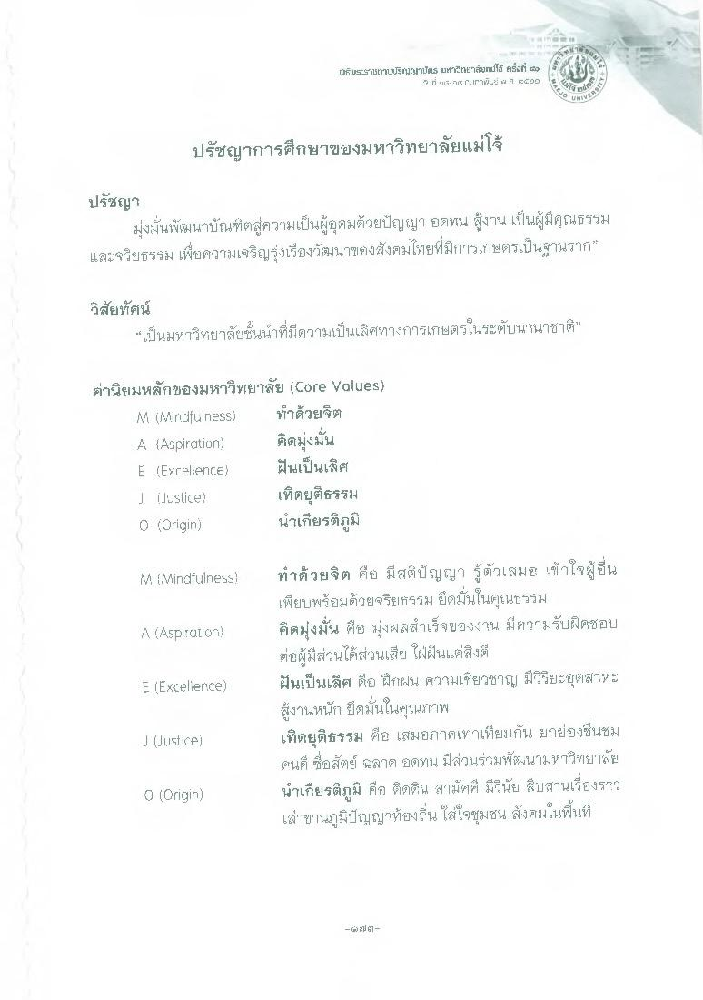 พิธีพระราชทานปริญญาบัตร มหาวิทยาลัยแม่โจ้ ครั้งที่
กุมภาพันธ์ พ.ศ. ๒๕๖๐
มหาวิทยาลัยแม่โจ้
MAEJO UNIVERSITY
ปรัชญาการศึกษาของมหาวิทยาลัยแม่โจ้
ปรัชญา
มุ่งมั่นพัฒนาบัณฑิตสู่ความเป็นผู้อุดมด้วยปัญญา อดทน สู้งาน เป็นผู้มีคุณธรรม
และจริยธรรม เพื่อความเจริญรุ่งเรืองวัฒนาของสังคมไทยที่มีการเกษตรเป็นฐานราก”
วิสัยทัศน์
“เป็นมหาวิทยาลัยชั้นนำที่มีความเป็นเลิศทางการเกษตรในระดับนานาชาติ”
ค่านิยมหลักของมหาวิทยาลัย (Core Values)
M (Mindfulness) ทำด้วยจิต
A (Aspiration) คิดมุ่งมั่น
E (Excellence) ฝันเป็นเลิศ
J (Justice) เทิดยุติธรรม
O (Origin) นำเกียรติภูมิ
M (Mindfulness) ทำด้วยจิต คือ มีสติปัญญา รู้ตัวเสมอ เข้าใจผู้อื่น
เพียบพร้อมด้วยจริยธรรม ยึดมั่นในคุณธรรม
A (Aspiration) คิดมุ่งมั่น คือ มุ่งผลสำเร็จของงาน มีความรับผิดชอบ
ต่อผู้มีส่วนได้ส่วนเสีย ใฝ่ฝันแต่สิ่งดี
E (Excellence) ฝันเป็นเลิศ คือ ฝึกฝน ความเชี่ยวชาญ มีวิริยะอุตสาหะ
สู้งานหนัก ยึดมั่นในคุณภาพ
J (Justice) เทิดยุติธรรม คือ เสมอภาคเท่าเทียมกัน ยกย่องชื่นชม
คนดี ซื่อสัตย์ ฉลาด อดทน มีส่วนร่วมพัฒนามหาวิทยาลัย
O (Origin) นำเกียรติภูมิ คือ ติดดิน สามัคคี มีวินัย สืบสานเรื่องราว
เล่าขานภูมิปัญญาท้องถิ่น ใส่ใจชุมชน สังคมในพื้นที่
-๑๗๓-